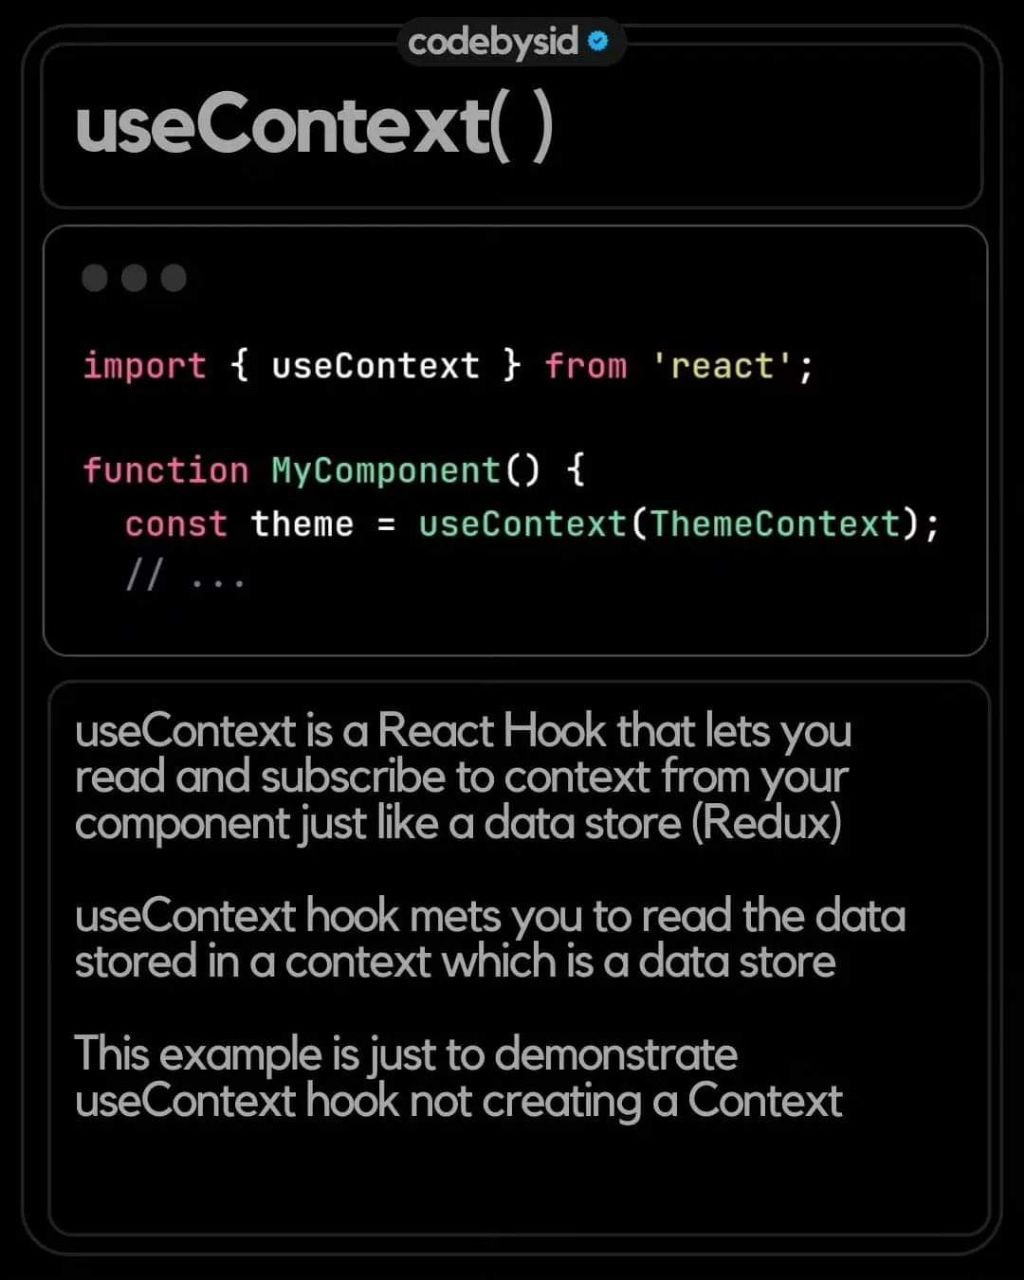 codebysid
useContext( )
import { useContext } from 'react';
function MyComponent() {
const theme = useContext(ThemeContext);
// ...
useContext is a React Hook that lets you
read and subscribe to context from your
component just like a data store (Redux)
useContext hook mets you to read the data
stored in a context which is a data store
This example is just to demonstrate
useContext hook not creating a Context